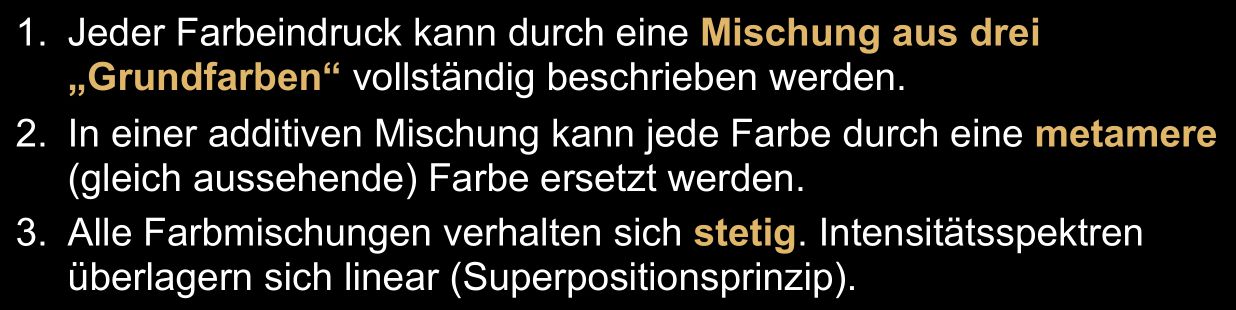 1. Jeder Farbeindruck kann durch eine Mischung aus drei
„Grundfarben“ vollständig beschrieben werden.
2. In einer additiven Mischung kann jede Farbe durch eine metamere
(gleich aussehende) Farbe ersetzt werden.
3. Alle Farbmischungen verhalten sich stetig. Intensitätsspektren
überlagern sich linear (Superpositionsprinzip).